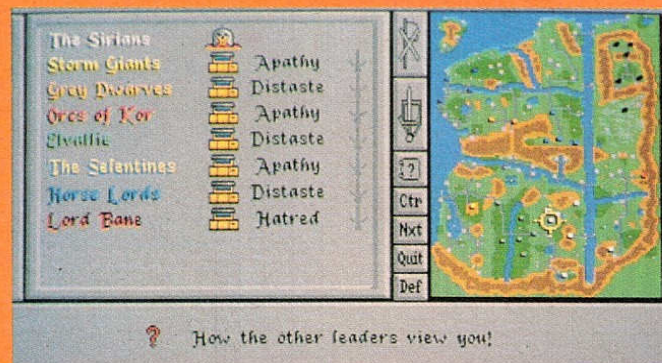 The Sirians
Storm Giants Apathy
Grey Dwarves Distaste
Orcs of Kor Apathy
Elvallie Distaste
The Selentines Apathy
Horse Lords Distaste
Lord Bane Hatred
?
Ctr
Nxt
Quit
Def
? How the other leaders view you!